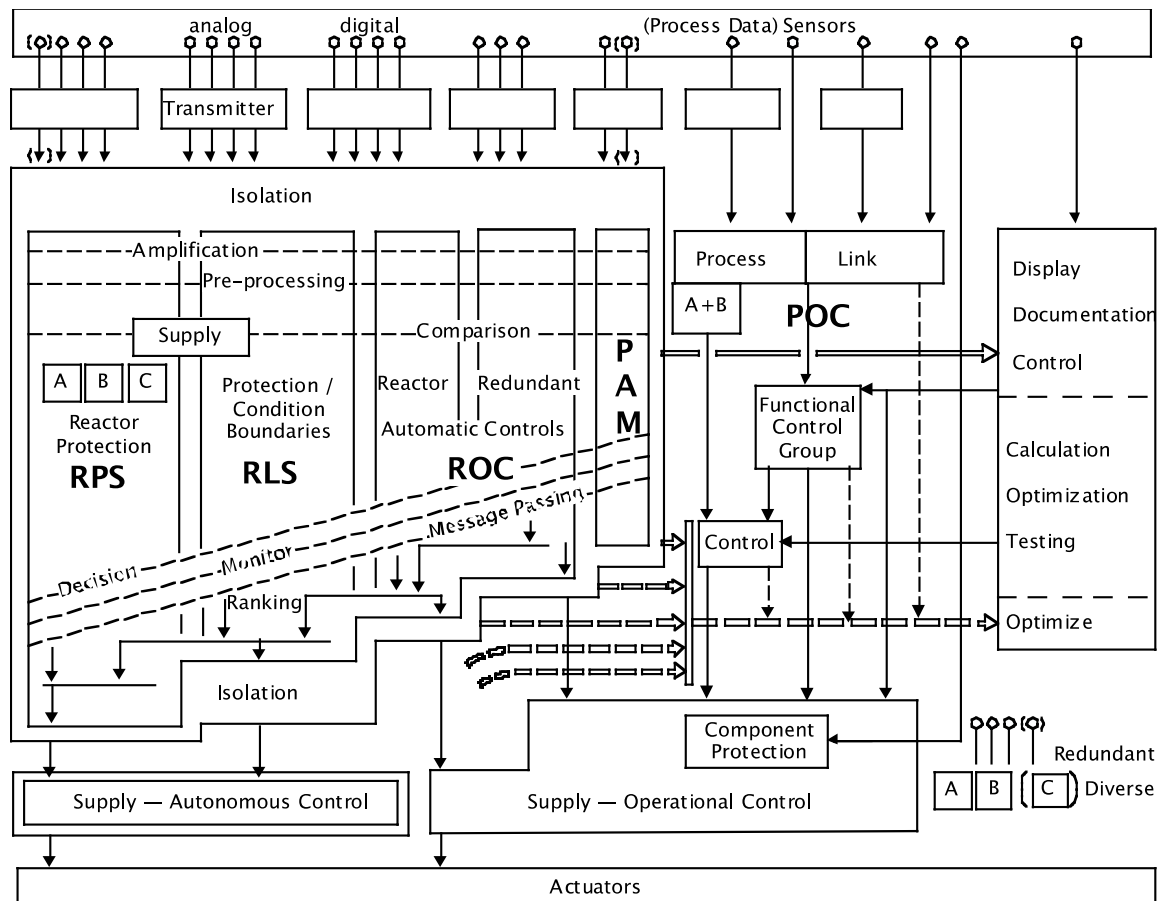 analog digital (Process Data) Sensors
Transmitter
Isolation
Amplification
Pre-processing
Supply
Comparison
A B C
Reactor
Protection
RPS
Protection /
Condition
Boundaries
RLS
Reactor Redundant
Automatic Controls
ROC
P
A
M
Decision
Monitor
Message Passing
Ranking
Isolation
Process Link
A+B
POC
Functional
Control
Group
Control
Display
Documentation
Control
Calculation
Optimization
Testing
Optimize
Component
Protection
Redundant
A B (C) Diverse
Supply — Autonomous Control
Supply — Operational Control
Actuators